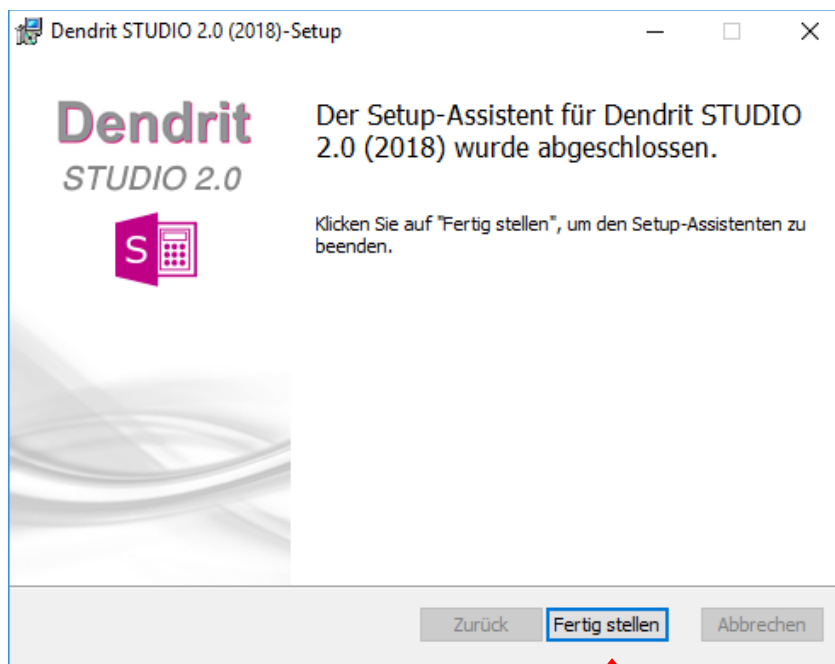 Dendrit STUDIO 2.0 (2018)-Setup
Dendrit
STUDIO 2.0
S
Der Setup-Assistent für Dendrit STUDIO
2.0 (2018) wurde abgeschlossen.
Klicken Sie auf "Fertig stellen", um den Setup-Assistenten zu
beenden.
Zurück Fertig stellen Abbrechen